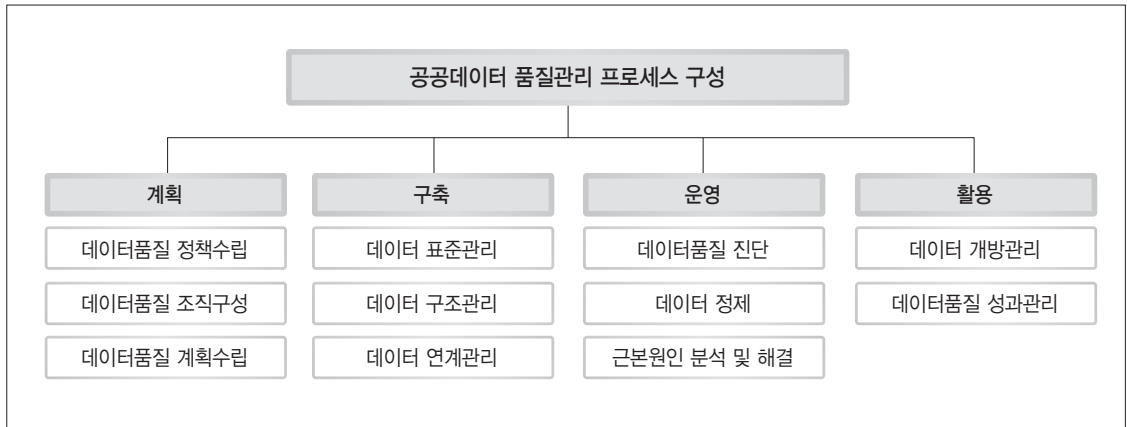 공공데이터 품질관리 프로세스 구성
계획
데이터품질 정책수립
데이터품질 조직구성
데이터품질 계획수립
구축
데이터 표준관리
데이터 구조관리
데이터 연계관리
운영
데이터품질 진단
데이터 정제
근본원인 분석 및 해결
활용
데이터 개방관리
데이터품질 성과관리